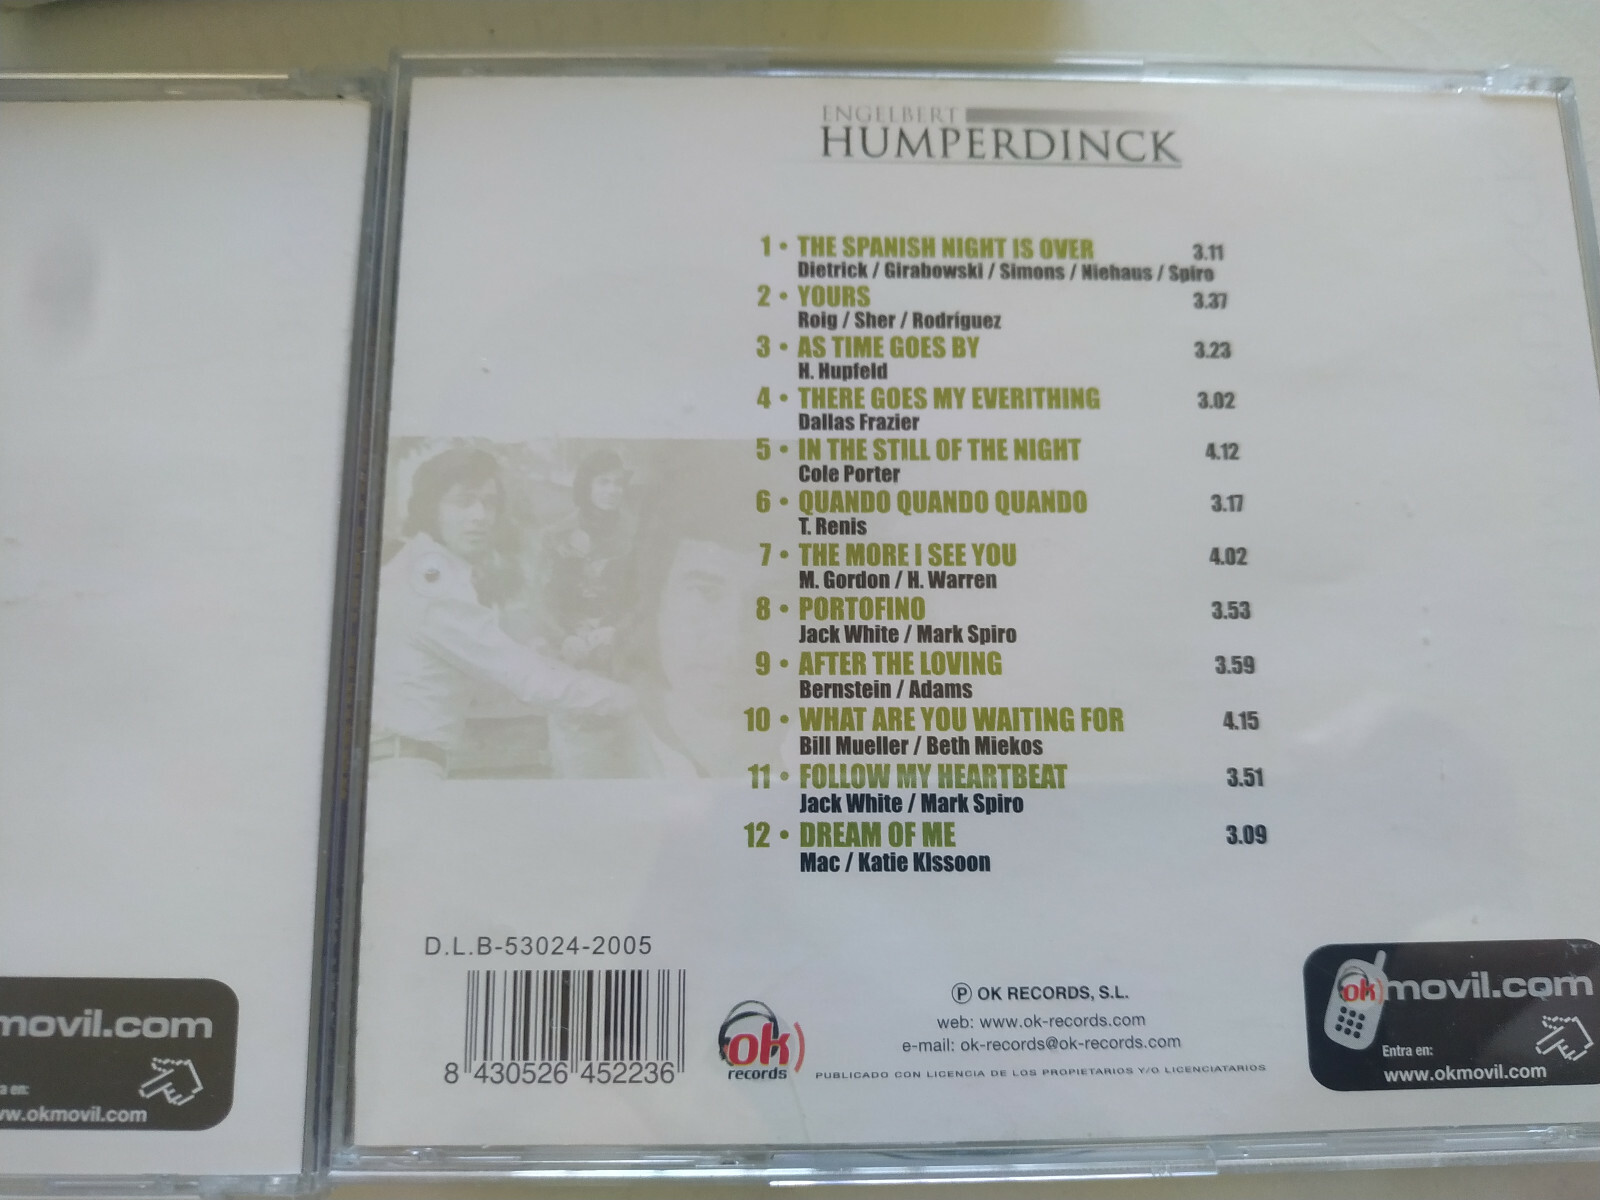 ENGELBERT
HUMPERDINCK
1 • THE SPANISH NIGHT IS OVER 3.11
Dietrick / Girabowski / Simons / Niehaus / Spiro
2 • YOURS 3.37
Roig / Sher / Rodríguez
3 • AS TIME GOES BY 3.23
H. Hupfeld
4 • THERE GOES MY EVERITHING 3.02
Dallas Frazier
5 • IN THE STILL OF THE NIGHT 4.12
Cole Porter
6 • QUANDO QUANDO QUANDO 3.17
T. Renis
7 • THE MORE I SEE YOU 4.02
M. Gordon / H. Warren
8 • PORTOFINO 3.53
Jack White / Mark Spiro
9 • AFTER THE LOVING 3.59
Bernstein / Adams
10 • WHAT ARE YOU WAITING FOR 4.15
Bill Mueller / Beth Miekos
11 • FOLLOW MY HEARTBEAT 3.51
Jack White / Mark Spiro
12 • DREAM OF ME 3.09
Mac / Katie KIssoon
D.L.B-53024-2005
8 430526 452236
ok)
records
Ⓟ OK RECORDS, S.L.
web: www.ok-records.com
e-mail: ok-records@ok-records.com
PUBLICADO CON LICENCIA DE LOS PROPIETARIOS Y/O LICENCIATARIOS
ok)movil.com
Entra en:
www.okmovil.com
movil.com
a en:
ww.okmovil.com